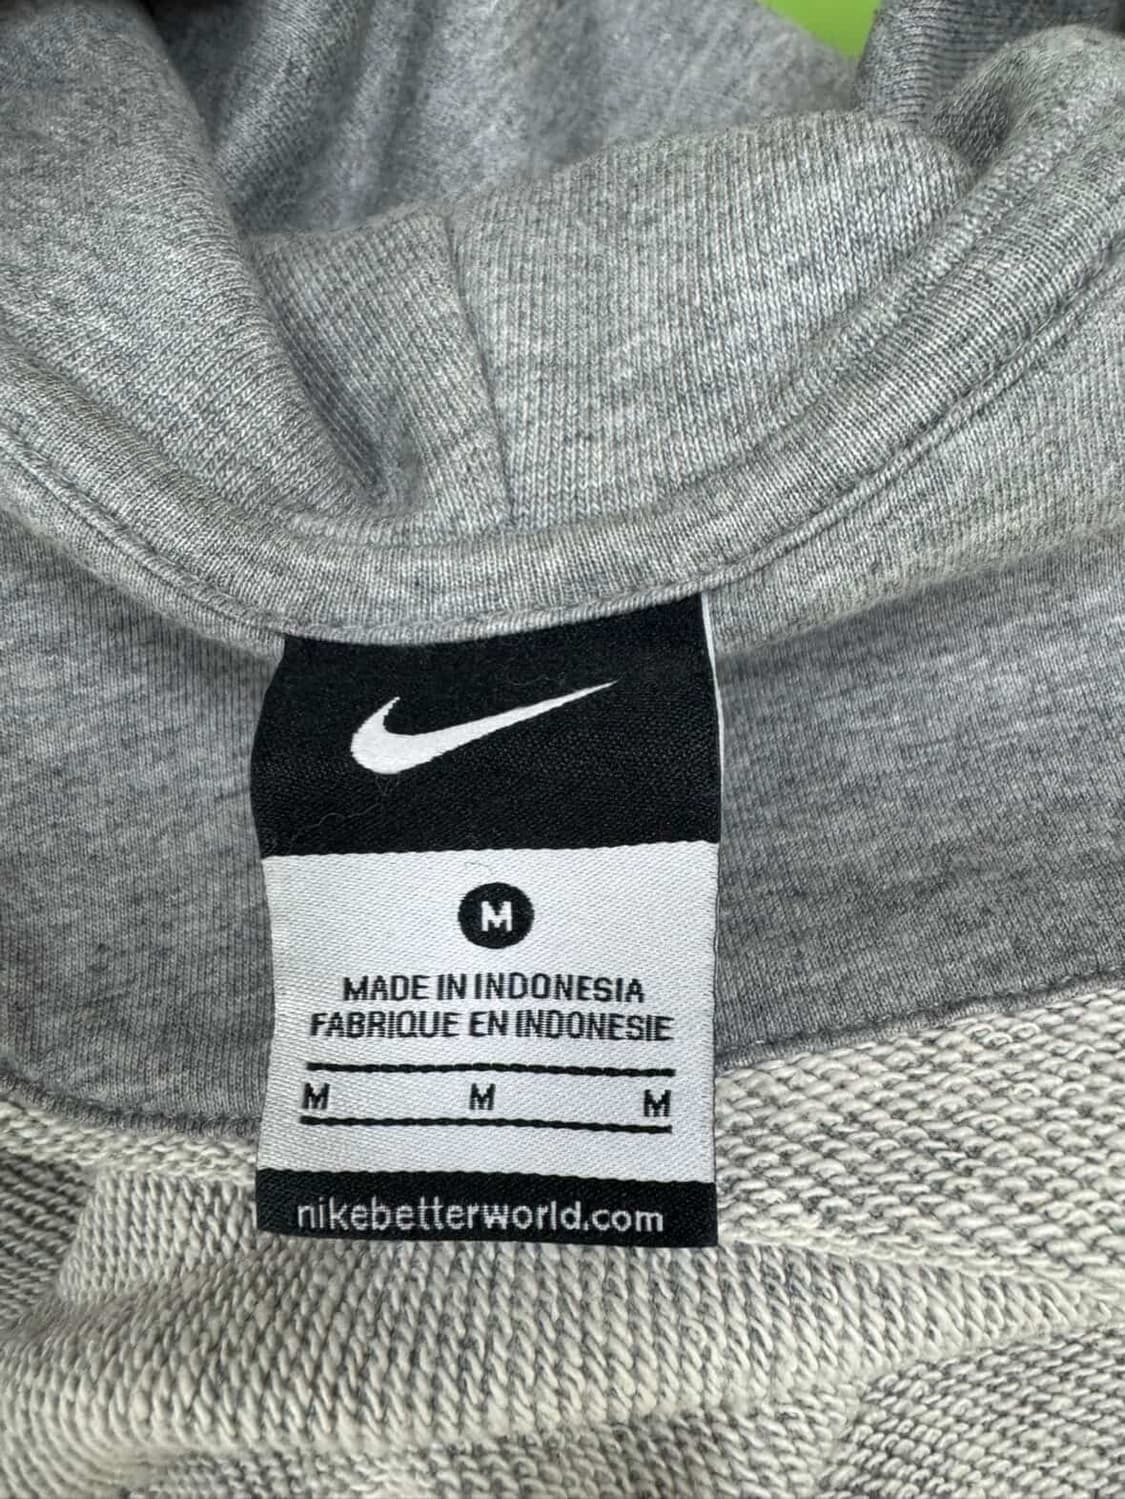 M
MADE IN INDONESIA
FABRIQUE EN INDONESIE
M M M
nikebetterworld.com